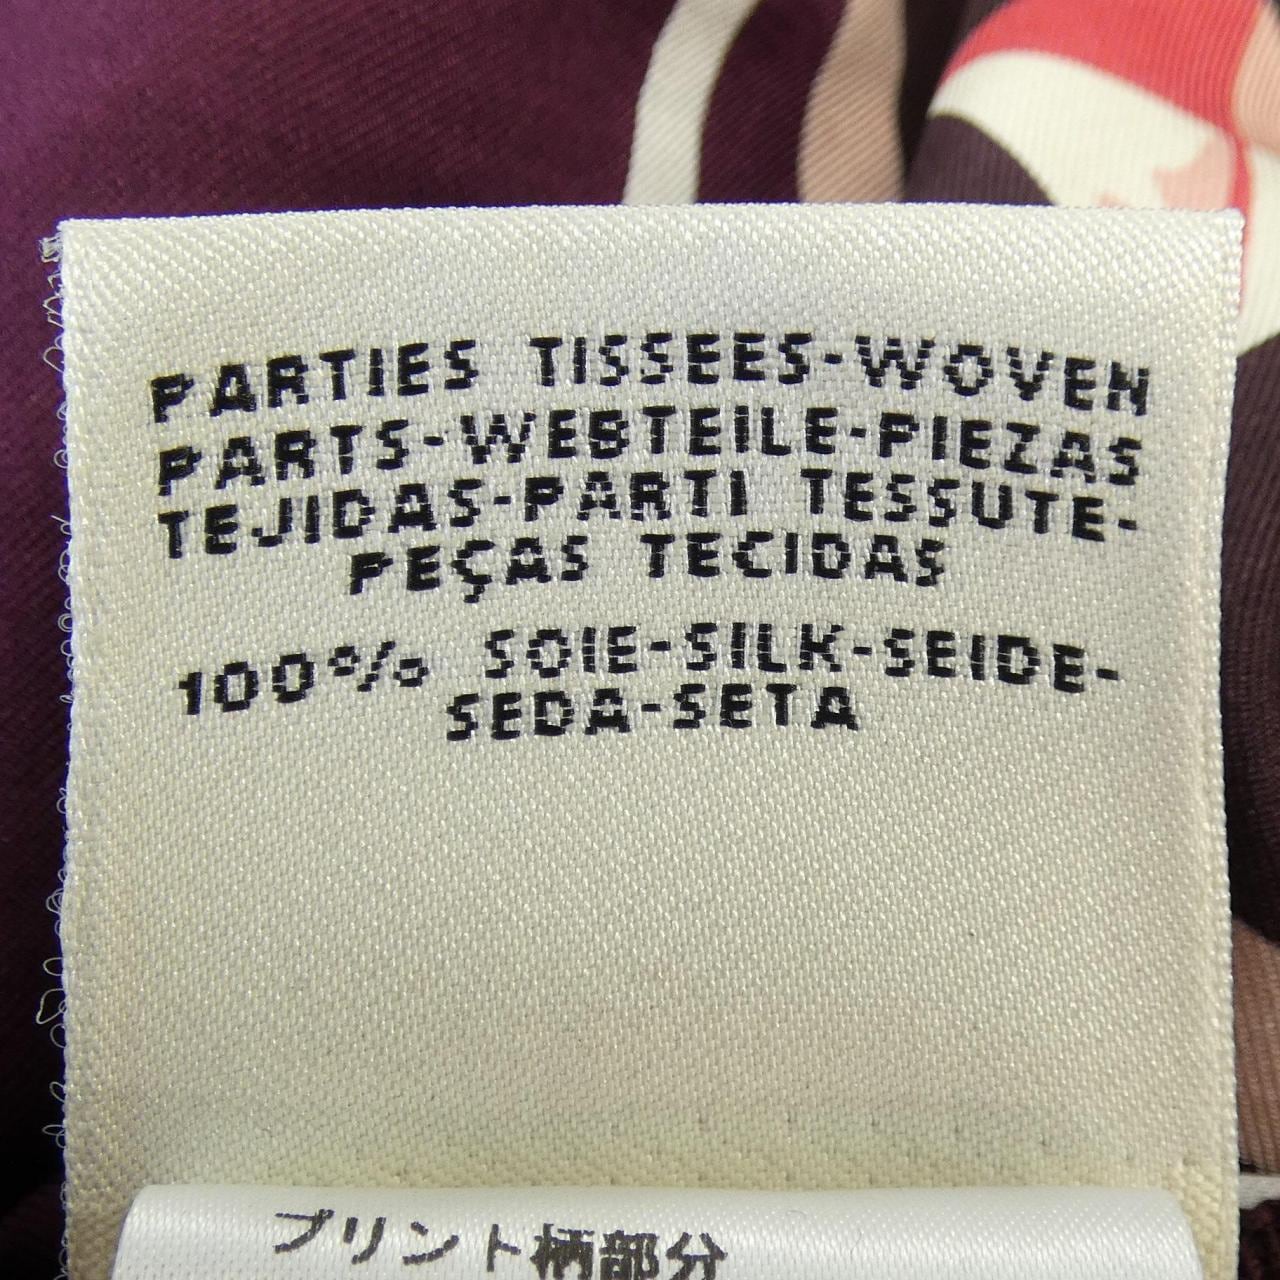 PARTIES TISSEES-WOVEN
PARTS-WEBTEILE-PIEZAS
TEJIDAS-PARTI TESSUTE-
PEÇAS TECIDAS
100% SOIE-SILK-SEIDE-
SEDA-SETA
プリント柄部分